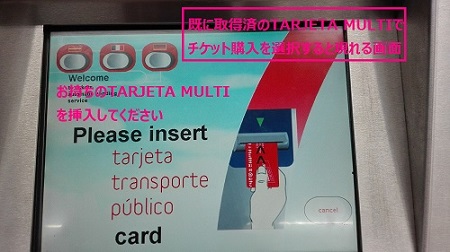 既に取得済のTARJETA MULTIで
チケット購入を選択すると現れる画面
Welcome
service
お持ちのTARJETA MULTI
を挿入してください
Please insert
tarjeta
transporte
público
card
cancel